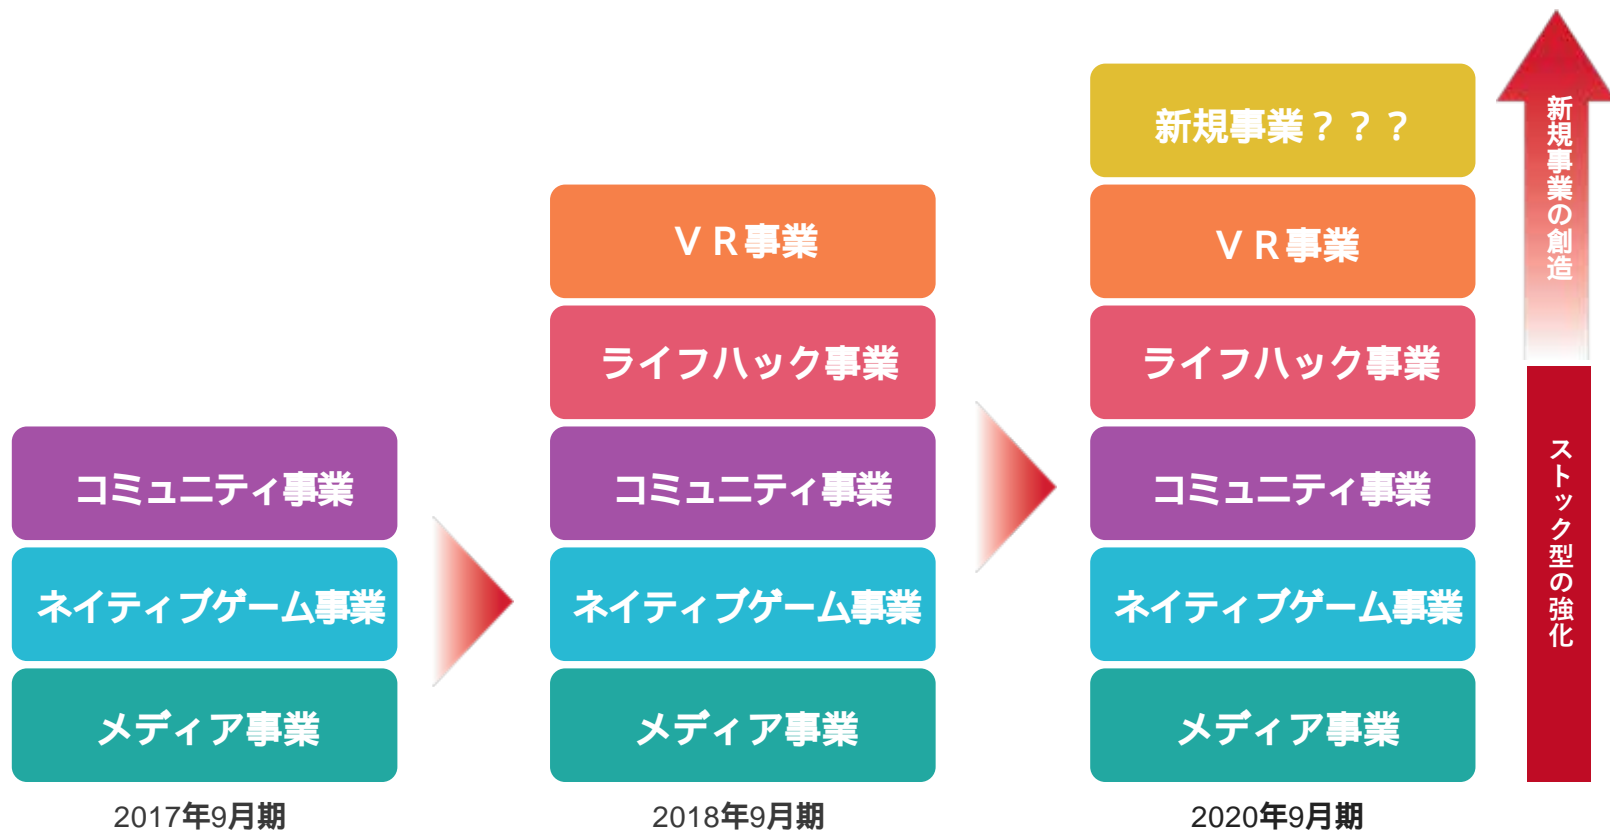 コミュニティ事業
ネイティブゲーム事業
メディア事業
2017年9月期
ＶＲ事業
ライフハック事業
コミュニティ事業
ネイティブゲーム事業
メディア事業
2018年9月期
新規事業？？？
ＶＲ事業
ライフハック事業
コミュニティ事業
ネイティブゲーム事業
メディア事業
2020年9月期
新規事業の創造
ストック型の強化